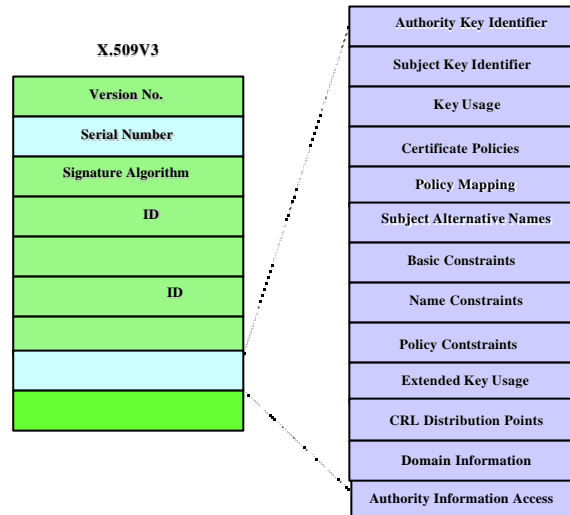 X.509V3
Version No.
Serial Number
Signature Algorithm
ID
ID
Authority Key Identifier
Subject Key Identifier
Key Usage
Certificate Policies
Policy Mapping
Subject Alternative Names
Basic Constraints
Name Constraints
Policy Contstraints
Extended Key Usage
CRL Distribution Points
Domain Information
Authority Information Access